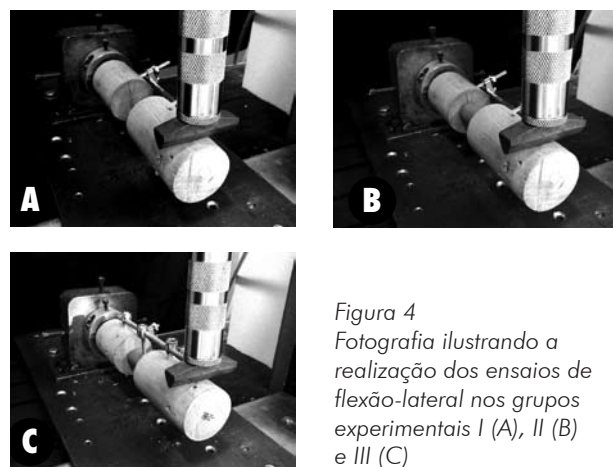 A
B
C
Figura 4
Fotografia ilustrando a
realização dos ensaios de
flexão-lateral nos grupos
experimentais I (A), II (B)
e III (C)